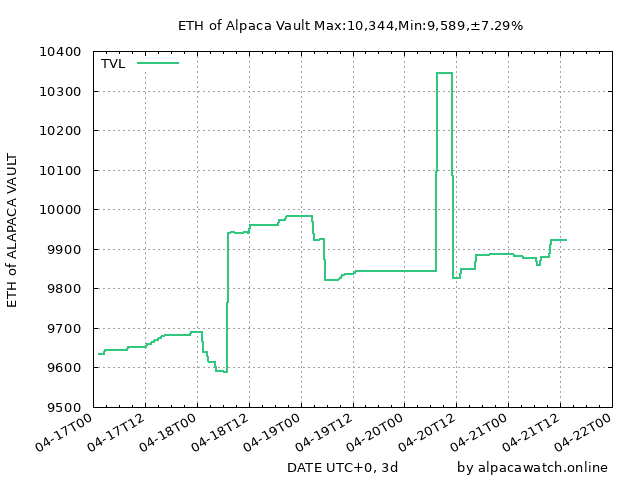 ETH of Alpaca Vault Max:10,344,Min:9,589,±7.29%
10400
TVL
10300
10200
10100
10000
9900
9800
9700
9600
9500
ETH of ALAPACA VAULT
04-17T00
04-17T12
04-18T00
04-18T12
04-19T00
04-19T12
04-20T00
04-20T12
04-21T00
04-21T12
04-22T00
DATE UTC+0, 3d
by alpacawatch.online